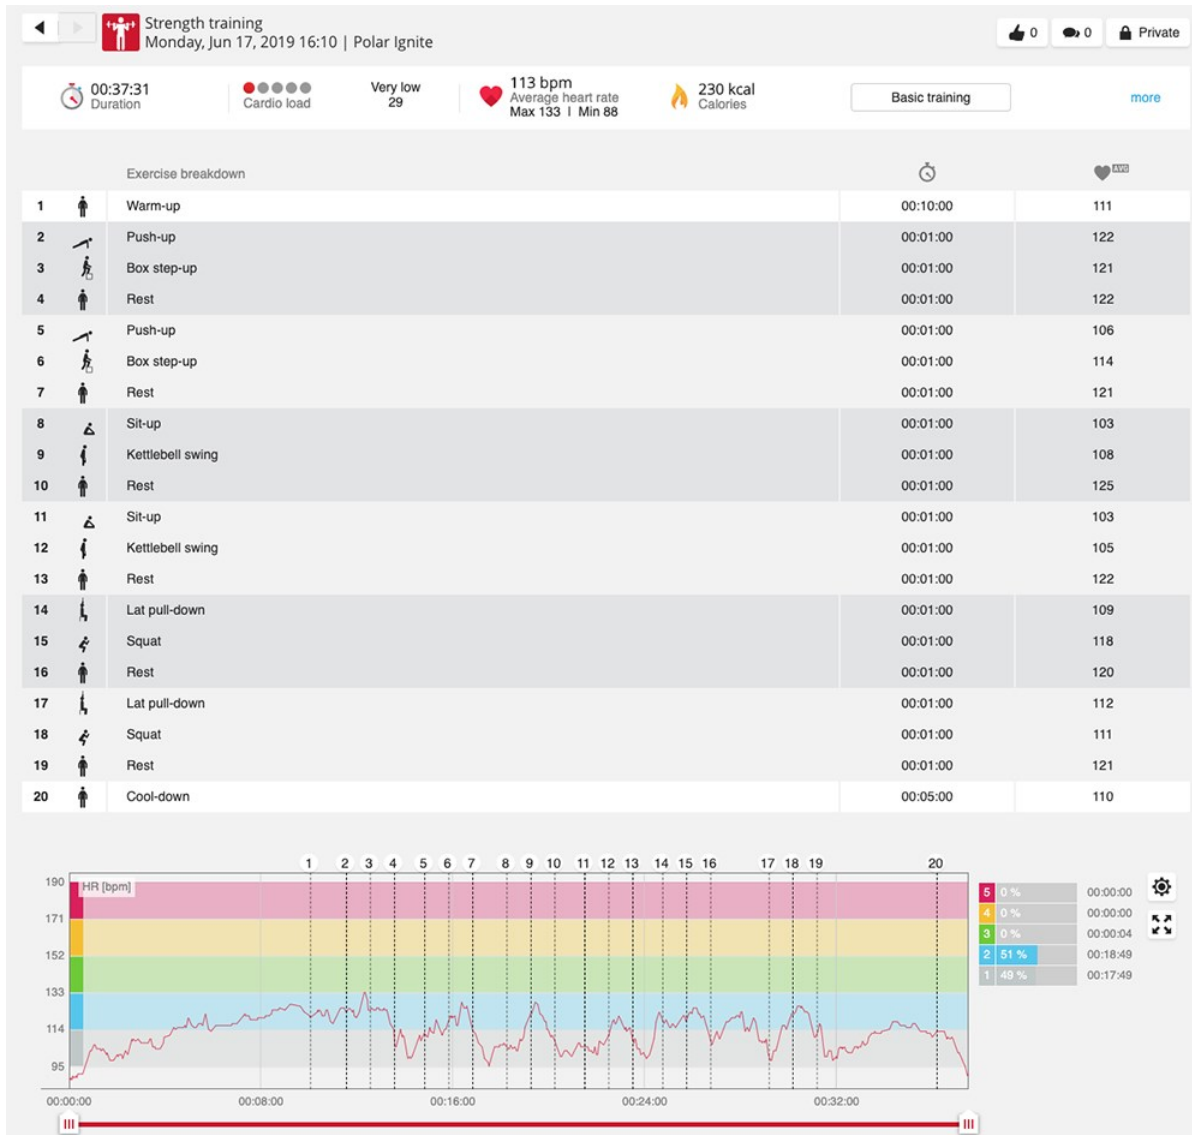 Strength training
Monday, Jun 17, 2019 16:10 | Polar Ignite
0 0 Private
00:37:31
Duration
Cardio load
Very low
29
113 bpm
Average heart rate
Max 133 | Min 88
230 kcal
Calories
Basic training
more
Exercise breakdown AVG
1 Warm-up 00:10:00 111
2 Push-up 00:01:00 122
3 Box step-up 00:01:00 121
4 Rest 00:01:00 122
5 Push-up 00:01:00 106
6 Box step-up 00:01:00 114
7 Rest 00:01:00 121
8 Sit-up 00:01:00 103
9 Kettlebell swing 00:01:00 108
10 Rest 00:01:00 125
11 Sit-up 00:01:00 103
12 Kettlebell swing 00:01:00 105
13 Rest 00:01:00 122
14 Lat pull-down 00:01:00 109
15 Squat 00:01:00 118
16 Rest 00:01:00 120
17 Lat pull-down 00:01:00 112
18 Squat 00:01:00 111
19 Rest 00:01:00 121
20 Cool-down 00:05:00 110
1 2 3 4 5 6 7 8 9 10 11 12 13 14 15 16 17 18 19 20
HR [bpm]
190
171
152
133
114
95
00:00:00 00:08:00 00:16:00 00:24:00 00:32:00
5 0 % 00:00:00
4 0 % 00:00:00
3 0 % 00:00:04
2 51 % 00:18:49
1 49 % 00:17:49